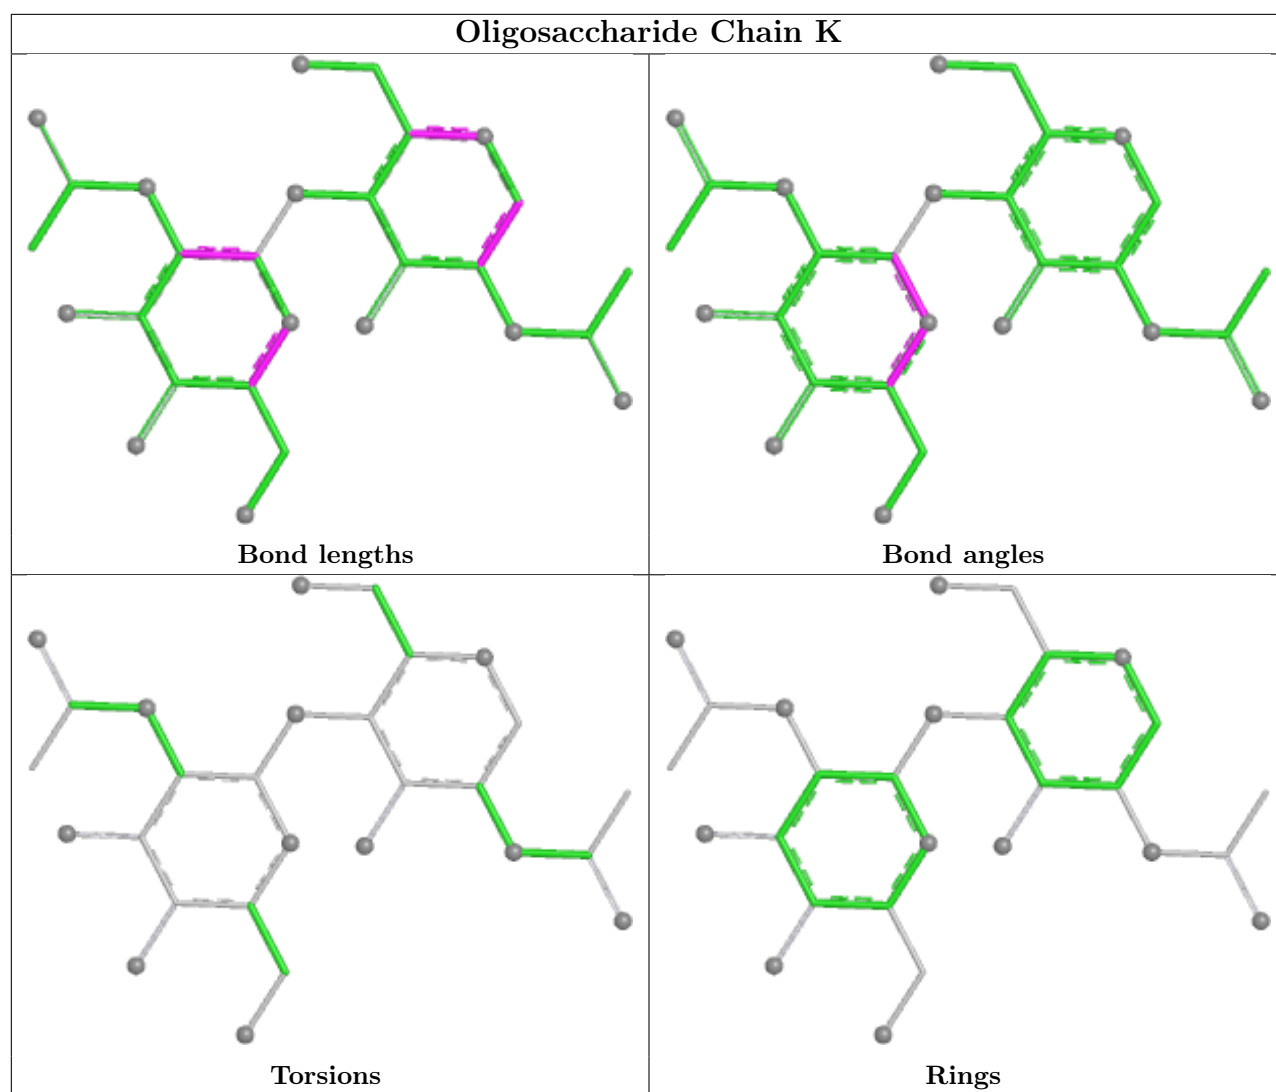 Oligosaccharide Chain K
Bond lengths
Bond angles
Torsions
Rings